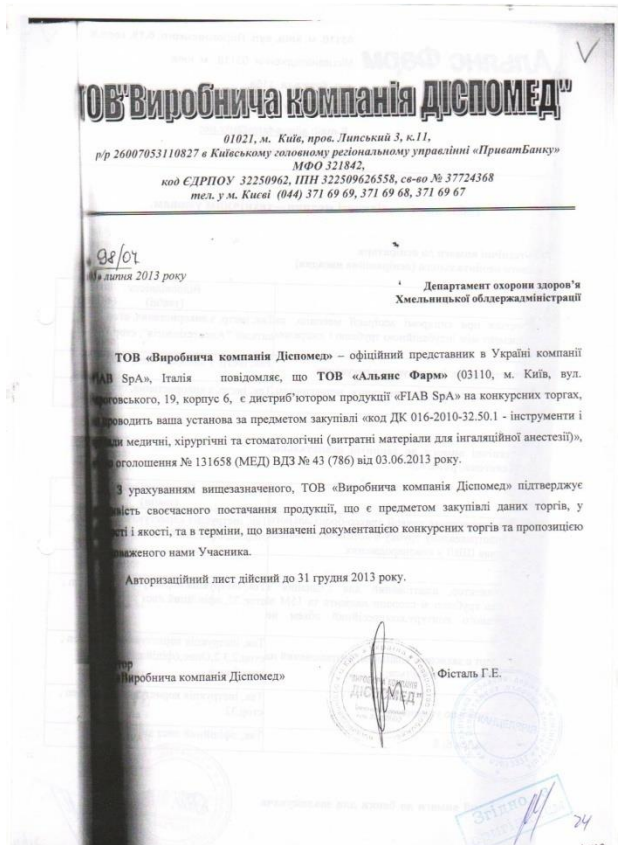 ТОВ "Виробнича компанія ДІСПОМЕД"
01021, м. Київ, пров. Липський 3, к.11,
р/р 26007053110827 в Київському головному регіональному управлінні «ПриватБанку»
МФО 321842,
код ЄДРПОУ 32250962, ІПН 322509626558, св-во № 37724368
тел. у м. Києві (044) 371 69 69, 371 69 68, 371 69 67
98/07
липня 2013 року
Департамент охорони здоров'я
Хмельницької облдержадміністрації
ТОВ «Виробнича компанія Діспомед» – офіційний представник в Україні компанії
SpA», Італія повідомляє, що ТОВ «Альянс Фарм» (03110, м. Київ, вул.
19, корпус 6, є дистриб'ютором продукції «FIAB SpA» на конкурсних торгах,
проводить ваша установа за предметом закупівлі «код ДК 016-2010-32.50.1 - інструменти і
медичні, хірургічні та стоматологічні (витратні матеріали для інгаляційної анестезії)»,
оголошення № 131658 (МЕД) ВДЗ № 43 (786) від 03.06.2013 року.
З урахуванням вищезазначеного, ТОВ «Виробнича компанія Діспомед» підтверджує
своєчасного постачання продукції, що є предметом закупівлі даних торгів, у
і якості, та в терміни, що визначені документацією конкурсних торгів та пропозицією
нами Учасника.
Авторизаційний лист дійсний до 31 грудня 2013 року.
«Виробнича компанія Діспомед»
Фісталь Г.Е.
ДІСПОМЕД"
Згідно
74